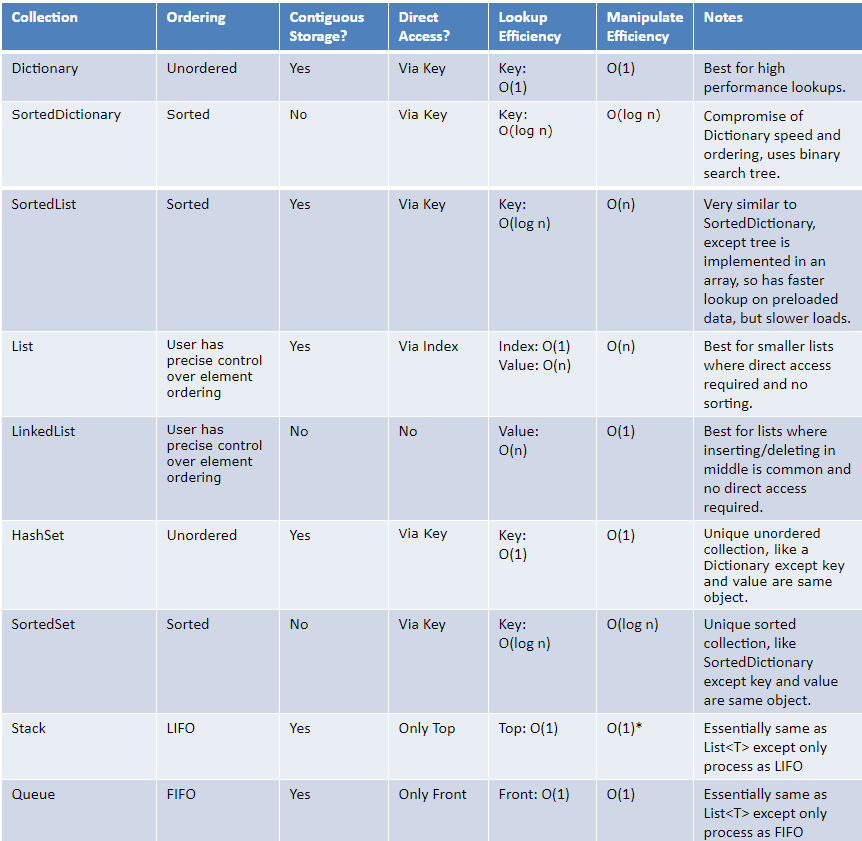 Collection Ordering Contiguous Storage? Direct Access? Lookup Efficiency Manipulate Efficiency Notes
Dictionary Unordered Yes Via Key Key: O(1) O(1) Best for high performance lookups.
SortedDictionary Sorted No Via Key Key: O(log n) O(log n) Compromise of Dictionary speed and ordering, uses binary search tree.
SortedList Sorted Yes Via Key Key: O(log n) O(n) Very similar to SortedDictionary, except tree is implemented in an array, so has faster lookup on preloaded data, but slower loads.
List User has precise control over element ordering Yes Via Index Index: O(1) Value: O(n) O(n) Best for smaller lists where direct access required and no sorting.
LinkedList User has precise control over element ordering No No Value: O(n) O(1) Best for lists where inserting/deleting in middle is common and no direct access required.
HashSet Unordered Yes Via Key Key: O(1) O(1) Unique unordered collection, like a Dictionary except key and value are same object.
SortedSet Sorted No Via Key Key: O(log n) O(log n) Unique sorted collection, like SortedDictionary except key and value are same object.
Stack LIFO Yes Only Top Top: O(1) O(1)* Essentially same as List<T> except only process as LIFO
Queue FIFO Yes Only Front Front: O(1) O(1) Essentially same as List<T> except only process as FIFO